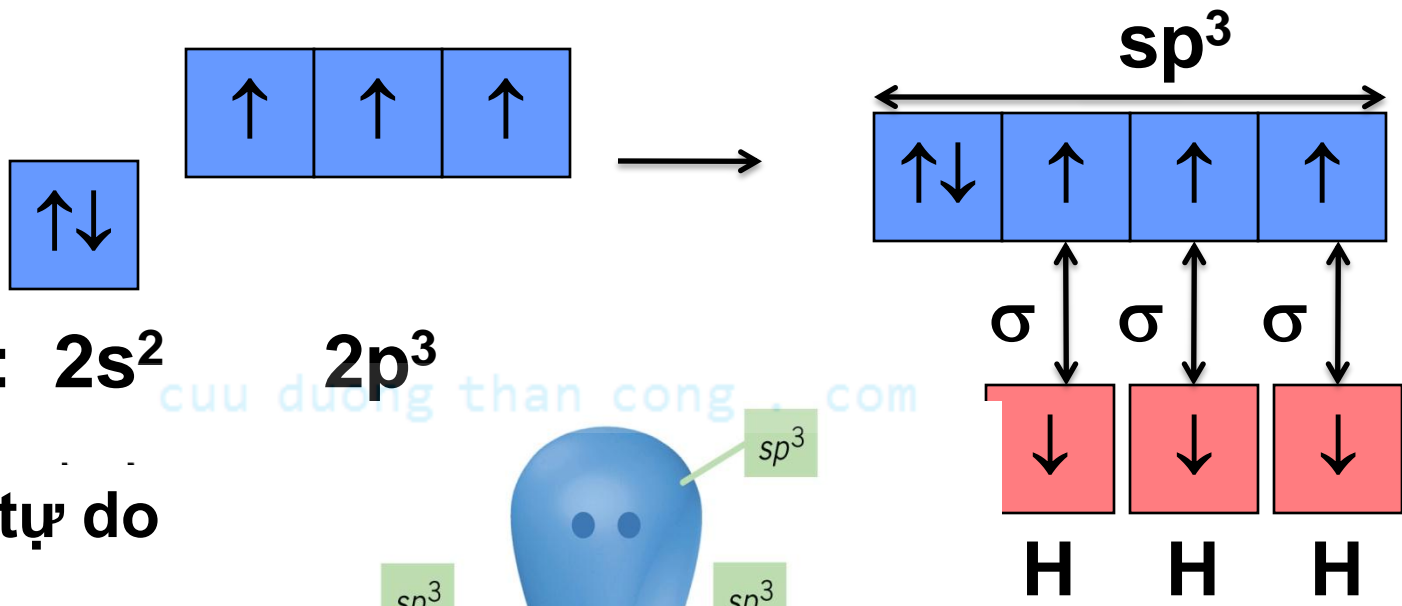 sp³
↑ ↑ ↑
↑↓
↑↓ ↑ ↑ ↑
σ σ σ
: 2s² 2p³
cuu duong than cong . com
sp³
↓ ↓ ↓
tự do
H H H
sp³ sp³